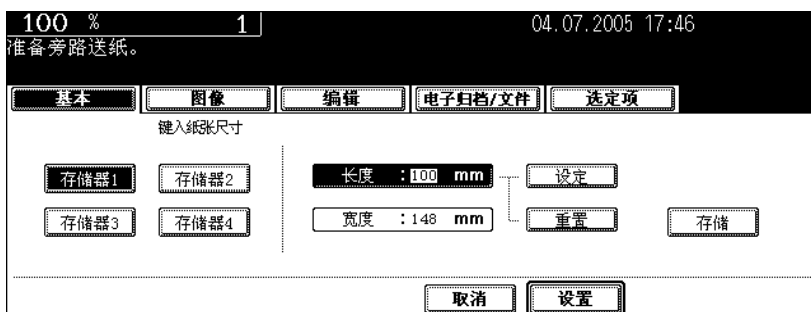 100 % 1 04.07.2005 17:46
准备旁路送纸。
基本 图像 编辑 电子归档/文件 选定项
键入纸张尺寸
存储器1 存储器2 长度 :100 mm 设定
存储器3 存储器4 宽度 :148 mm 重置 存储
取消 设置